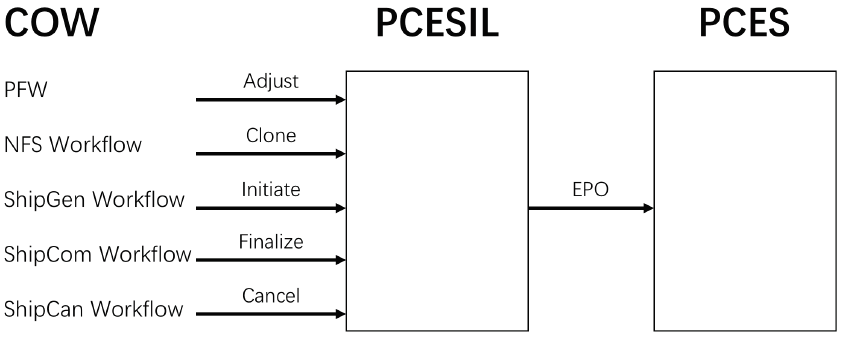 COW PCESIL PCES
PFW Adjust
NFS Workflow Clone
ShipGen Workflow Initiate EPO
ShipCom Workflow Finalize
ShipCan Workflow Cancel